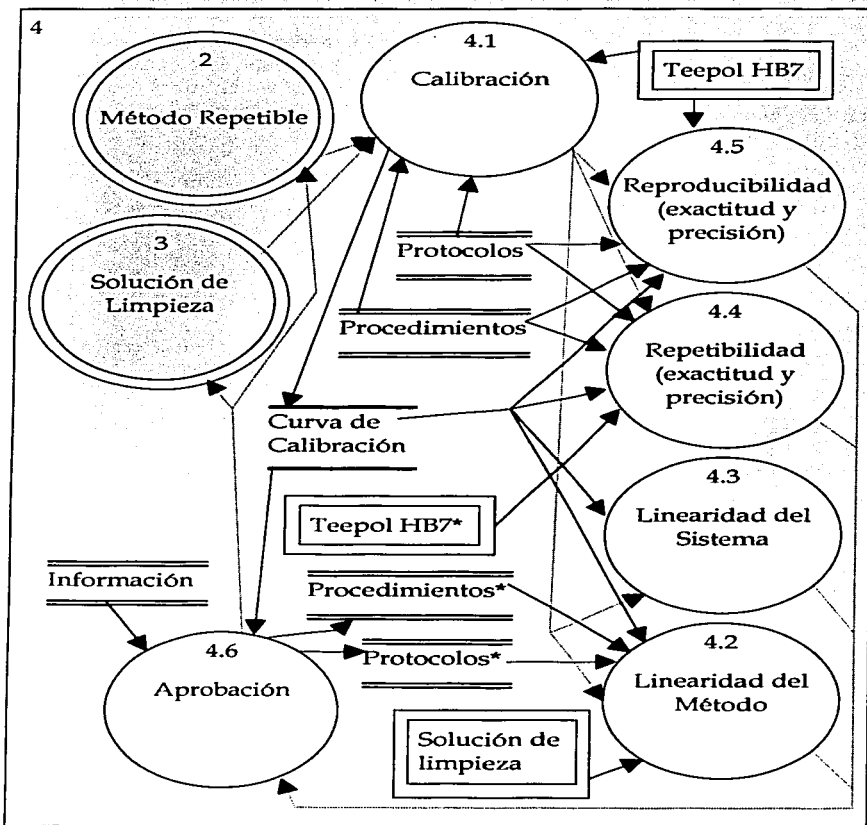 4
2
Método Repetible
4.1
Calibración
Teepol HB7
3
Solución de
Limpieza
4.5
Reproducibilidad
(exactitud y
precisión)
Protocolos
Procedimientos
4.4
Repetibilidad
(exactitud y
precisión)
Curva de
Calibración
Teepol HB7*
4.3
Linearidad del
Sistema
Información
Procedimientos*
Protocolos*
4.6
Aprobación
4.2
Linearidad del
Método
Solución de
limpieza